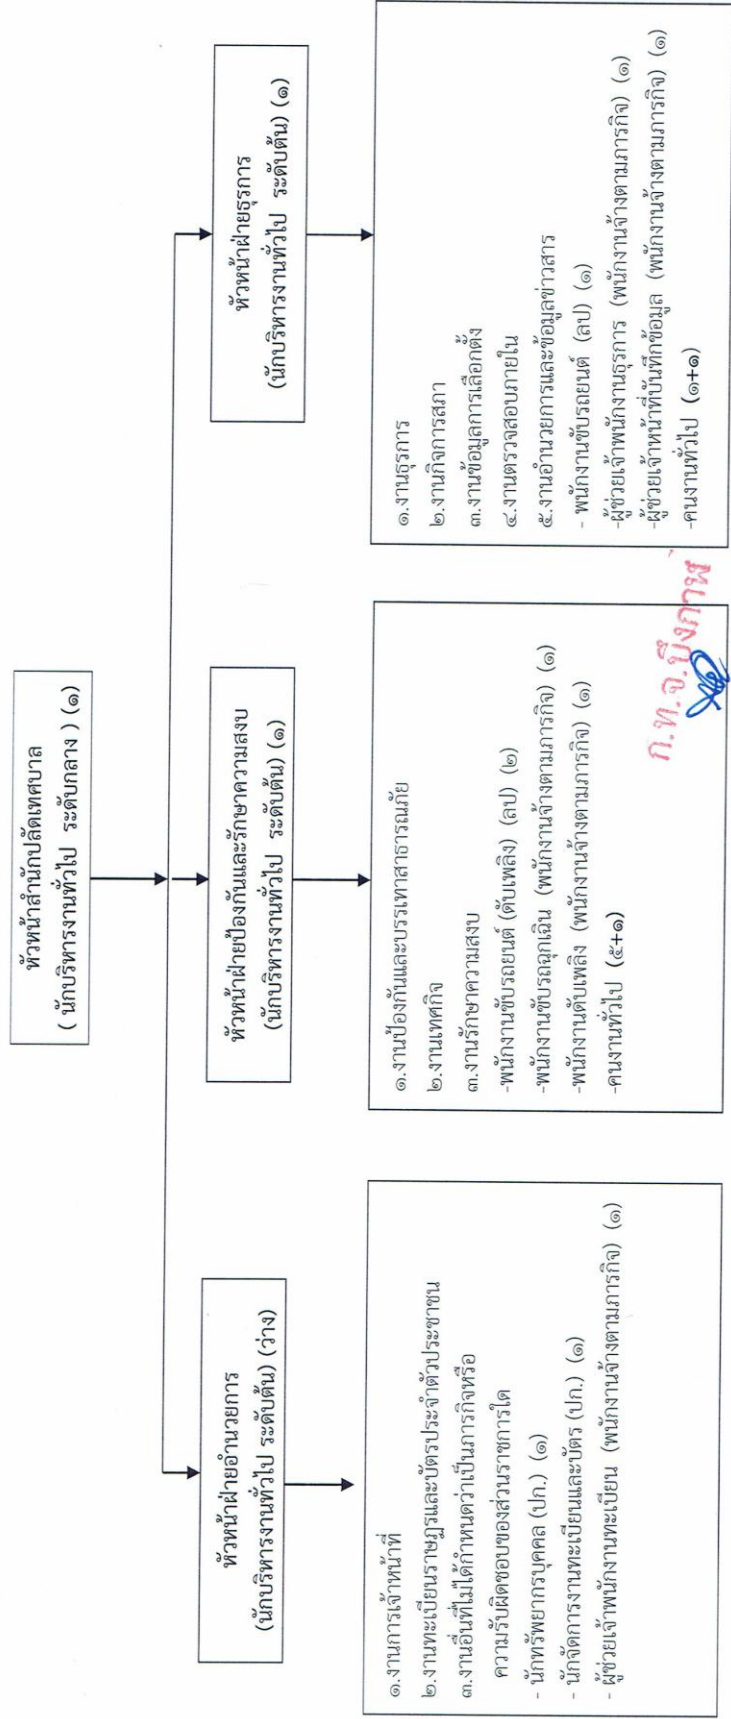 หัวหน้าสำนักปลัดเทศบาล
( นักบริหารงานทั่วไป ระดับกลาง ) (๑)
หัวหน้าฝ่ายอำนวยการ
(นักบริหารงานทั่วไป ระดับต้น) (ว่าง)
หัวหน้าฝ่ายป้องกันและรักษาความสงบ
(นักบริหารงานทั่วไป ระดับต้น) (๑)
หัวหน้าฝ่ายธุรการ
(นักบริหารงานทั่วไป ระดับต้น) (๑)
๑.งานการเจ้าหน้าที่
๒.งานทะเบียนราษฎรและบัตรประจำตัวประชาชน
๓.งานอื่นที่ไม่ได้กำหนดว่าเป็นภารกิจหรือ
ความรับผิดชอบของส่วนราชการใด
- นักทรัพยากรบุคคล (ปก.) (๑)
- นักจัดการงานทะเบียนและบัตร (ปก.) (๑)
- ผู้ช่วยเจ้าพนักงานทะเบียน (พนักงานจ้างตามภารกิจ) (๑)
๑.งานป้องกันและบรรเทาสาธารณภัย
๒.งานเทศกิจ
๓.งานรักษาความสงบ
-พนักงานขับรถยนต์ (ดับเพลิง) (ลป) (๒)
-พนักงานขับรถฉุกเฉิน (พนักงานจ้างตามภารกิจ) (๑)
-พนักงานดับเพลิง (พนักงานจ้างตามภารกิจ) (๑)
-คนงานทั่วไป (๕+๑)
๑.งานธุรการ
๒.งานกิจการสภา
๓.งานข้อมูลการเลือกตั้ง
๔.งานตรวจสอบภายใน
๕.งานอำนวยการและข้อมูลข่าวสาร
- พนักงานขับรถยนต์ (ลป) (๑)
-ผู้ช่วยเจ้าพนักงานธุรการ (พนักงานจ้างตามภารกิจ) (๑)
-ผู้ช่วยเจ้าหน้าที่บันทึกข้อมูล (พนักงานจ้างตามภารกิจ) (๑)
-คนงานทั่วไป (๑+๑)
ก.ท.จ.บึงกาฬ